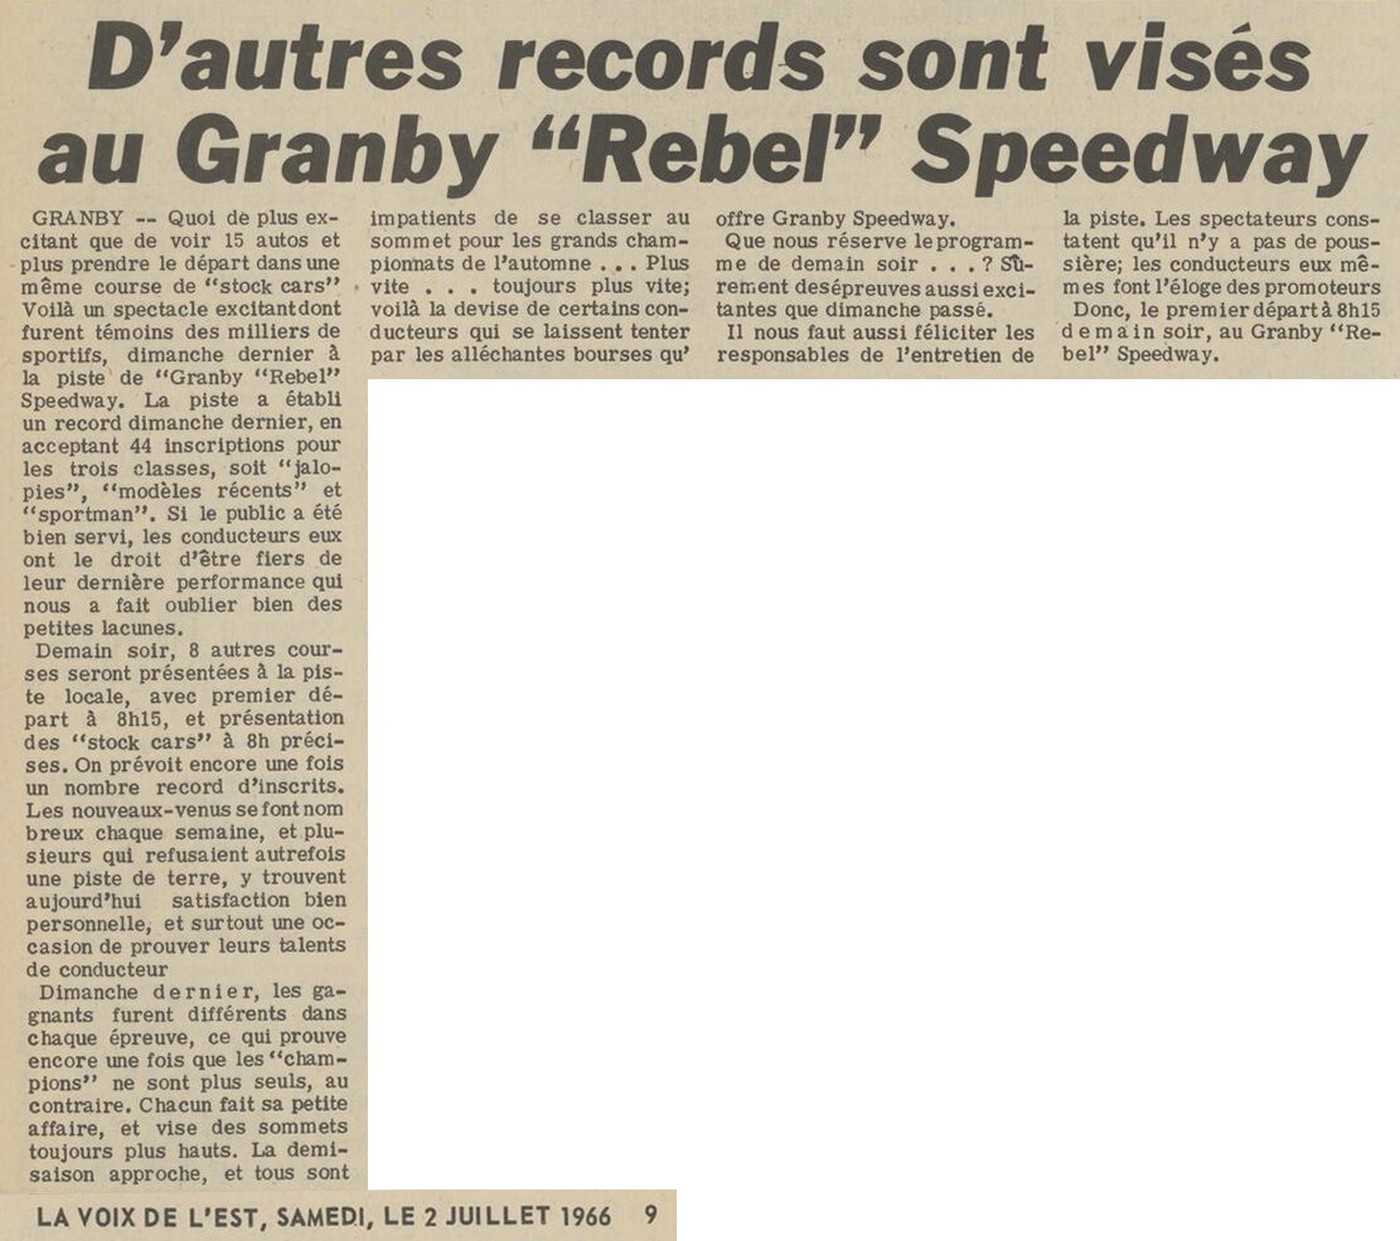 D'autres records sont visés
au Granby “Rebel” Speedway
GRANBY -- Quoi de plus ex-
citant que de voir 15 autos et
plus prendre le départ dans une
même course de “stock cars”
Voilà un spectacle excitant dont
furent témoins des milliers de
sportifs, dimanche dernier à
la piste de “Granby “Rebel”
Speedway. La piste a établi
un record dimanche dernier, en
acceptant 44 inscriptions pour
les trois classes, soit “jalo-
pies”, “modèles récents” et
“sportman”. Si le public a été
bien servi, les conducteurs eux
ont le droit d'être fiers de
leur dernière performance qui
nous a fait oublier bien des
petites lacunes.
Demain soir, 8 autres cour-
ses seront présentées à la pis-
te locale, avec premier dé-
part à 8h15, et présentation
des “stock cars” à 8h préci-
ses. On prévoit encore une fois
un nombre record d'inscrits.
Les nouveaux-venus se font nom
breux chaque semaine, et plu-
sieurs qui refusaient autrefois
une piste de terre, y trouvent
aujourd'hui satisfaction bien
personnelle, et surtout une oc-
casion de prouver leurs talents
de conducteur
Dimanche dernier, les ga-
gnants furent différents dans
chaque épreuve, ce qui prouve
encore une fois que les “cham-
pions” ne sont plus seuls, au
contraire. Chacun fait sa petite
affaire, et vise des sommets
toujours plus hauts. La demi-
saison approche, et tous sont
impatients de se classer au
sommet pour les grands cham-
pionnats de l'automne . . . Plus
vite . . . toujours plus vite;
voilà la devise de certains con-
ducteurs qui se laissent tenter
par les alléchantes bourses qu'
offre Granby Speedway.
Que nous réserve le program-
me de demain soir . . . ? Sû-
rement des épreuves aussi exci-
tantes que dimanche passé.
Il nous faut aussi féliciter les
responsables de l'entretien de
la piste. Les spectateurs cons-
tatent qu'il n'y a pas de pous-
sière; les conducteurs eux mê-
mes font l'éloge des promoteurs
Donc, le premier départ à 8h15
demain soir, au Granby “Re-
bel” Speedway.
LA VOIX DE L'EST, SAMEDI, LE 2 JUILLET 1966 9